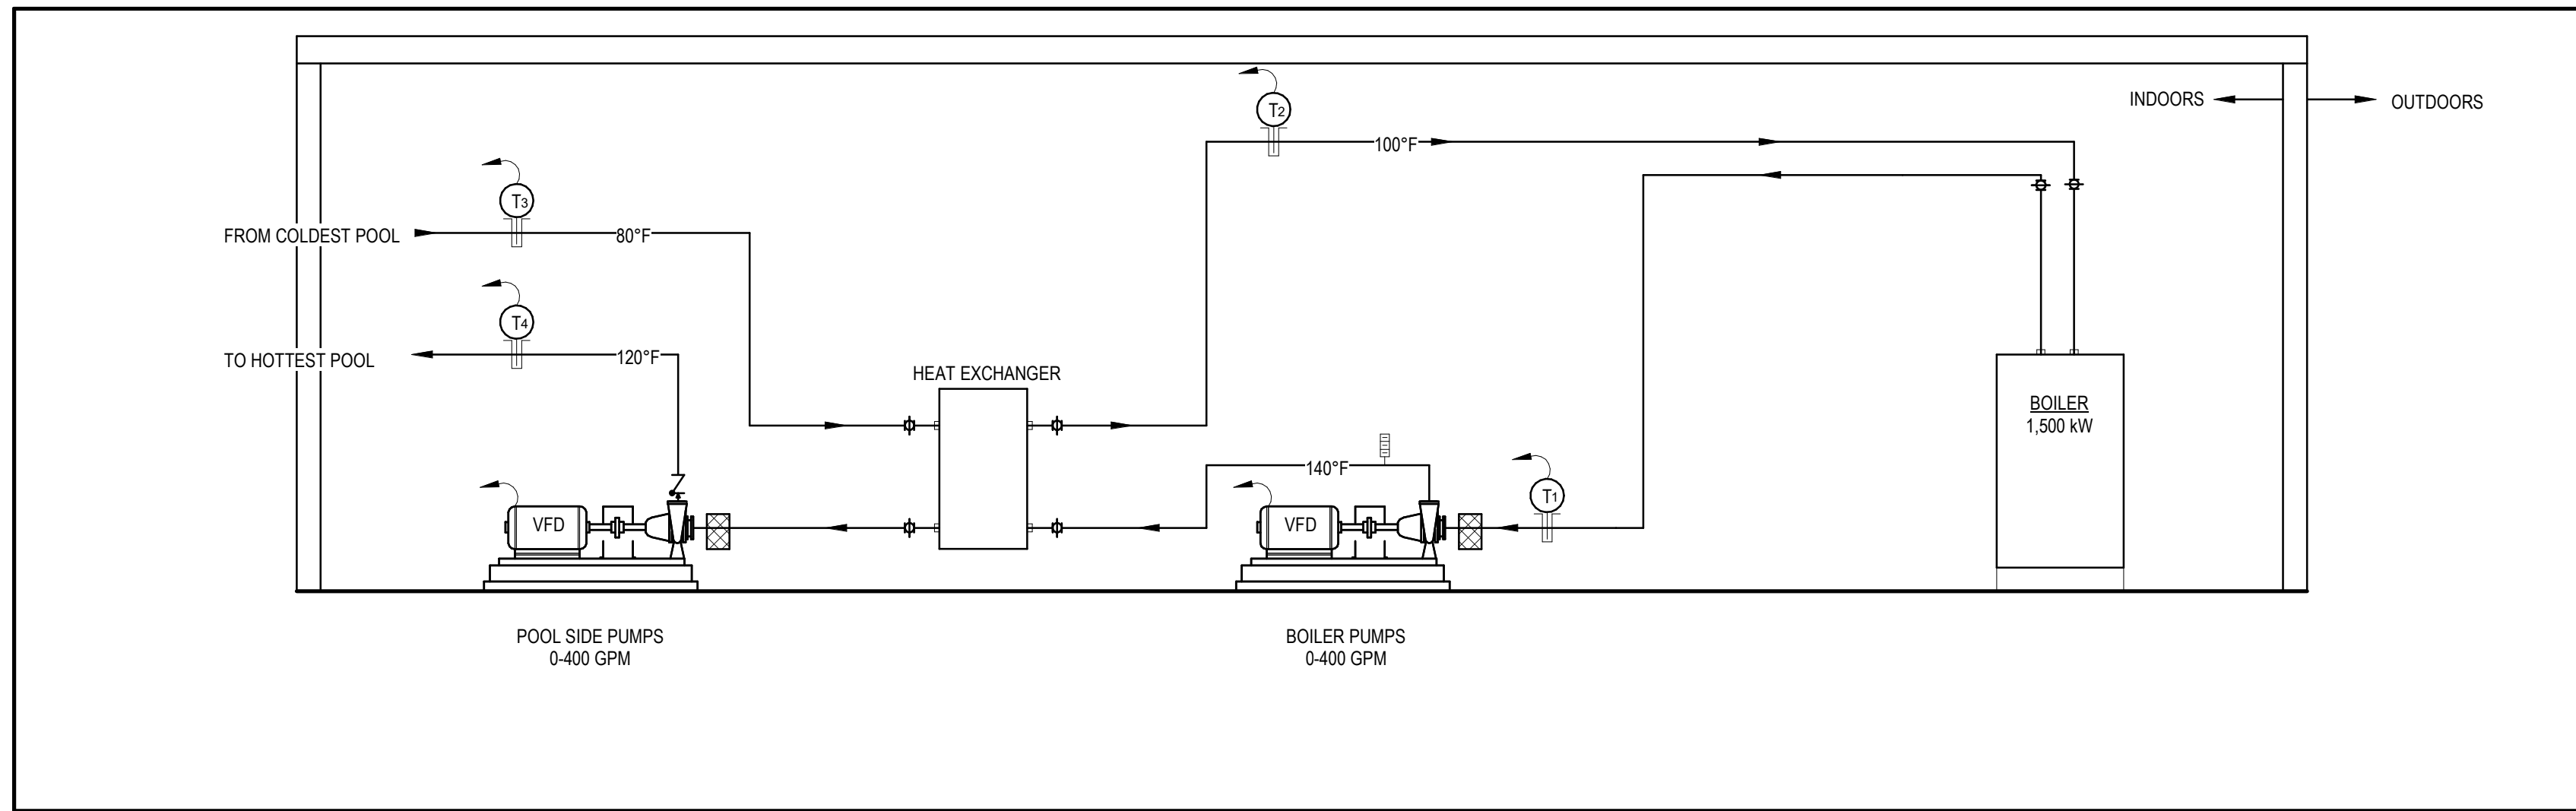 T2
INDOORS
OUTDOORS
100°F
T3
FROM COLDEST POOL
80°F
T4
TO HOTTEST POOL
120°F
HEAT EXCHANGER
BOILER
1,500 kW
140°F
T1
VFD
VFD
POOL SIDE PUMPS
0-400 GPM
BOILER PUMPS
0-400 GPM